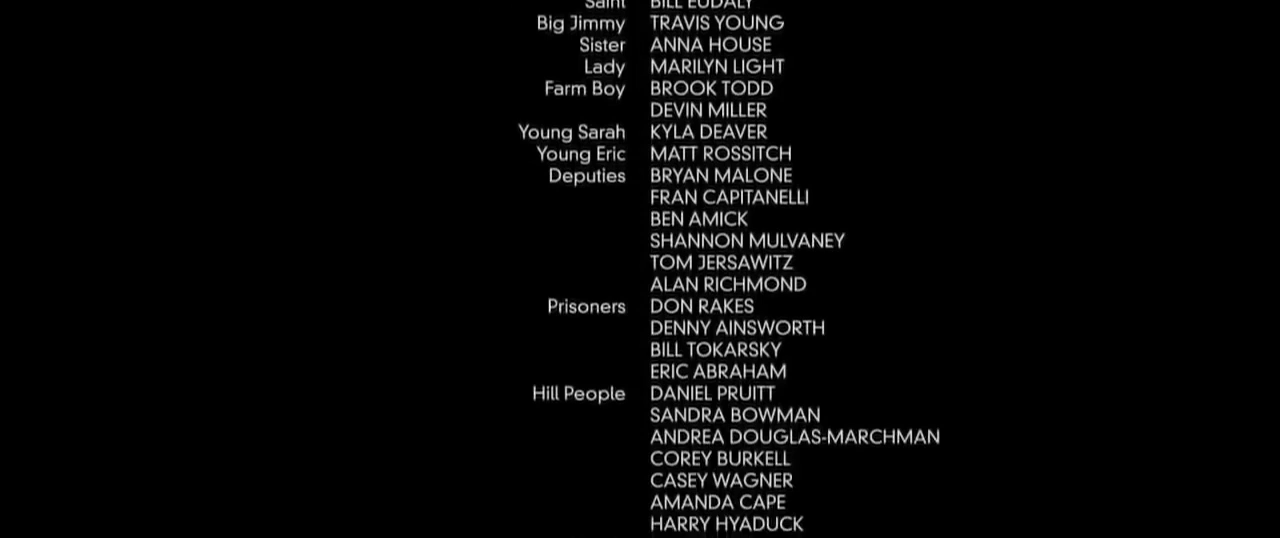 Saint BILL EUDALY
Big Jimmy TRAVIS YOUNG
Sister ANNA HOUSE
Lady MARILYN LIGHT
Farm Boy BROOK TODD
DEVIN MILLER
Young Sarah KYLA DEAVER
Young Eric MATT ROSSITCH
Deputies BRYAN MALONE
FRAN CAPITANELLI
BEN AMICK
SHANNON MULVANEY
TOM JERSAWITZ
ALAN RICHMOND
Prisoners DON RAKES
DENNY AINSWORTH
BILL TOKARSKY
ERIC ABRAHAM
Hill People DANIEL PRUITT
SANDRA BOWMAN
ANDREA DOUGLAS-MARCHMAN
COREY BURKELL
CASEY WAGNER
AMANDA CAPE
HARRY HYADUCK